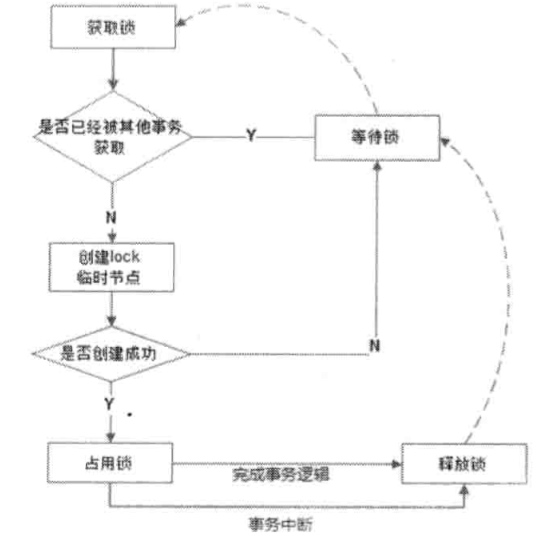 获取锁
是否已经被其他事务
获取
Y
等待锁
N
创建lock
临时节点
是否创建成功
N
Y
占用锁
完成事务逻辑
释放锁
事务中断